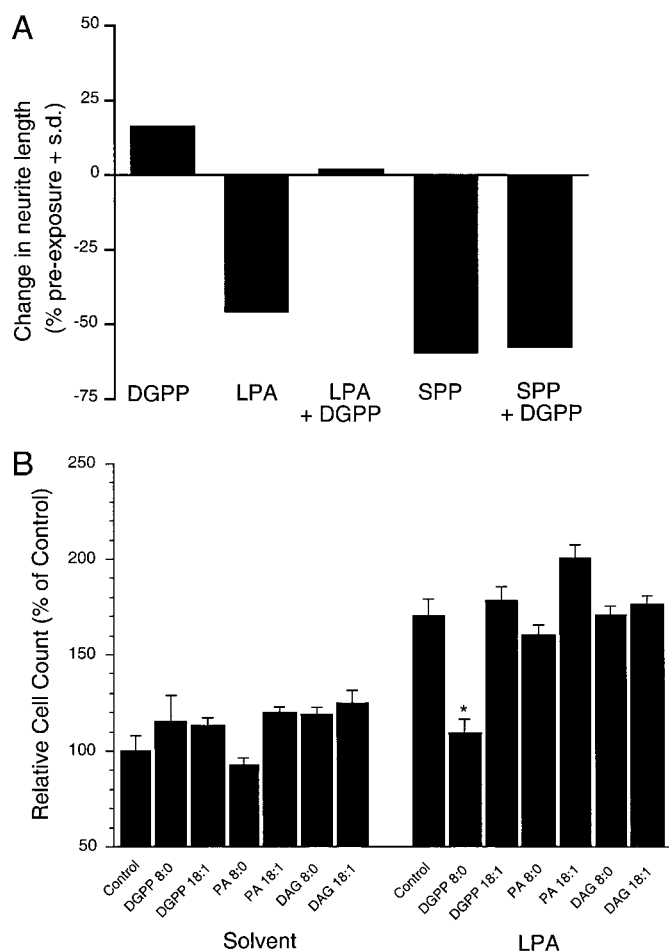 A
Change in neurite length
(% pre-exposure + s.d.)
50
25
0
-25
-50
-75
DGPP
LPA
LPA
+ DGPP
SPP
SPP
+ DGPP
B
Relative Cell Count (% of Control)
250
200
150
100
50
*
Control
DGPP 8:0
DGPP 18:1
PA 8:0
PA 18:1
DAG 8:0
DAG 18:1
Control
DGPP 8:0
DGPP 18:1
PA 8:0
PA 18:1
DAG 8:0
DAG 18:1
Solvent
LPA